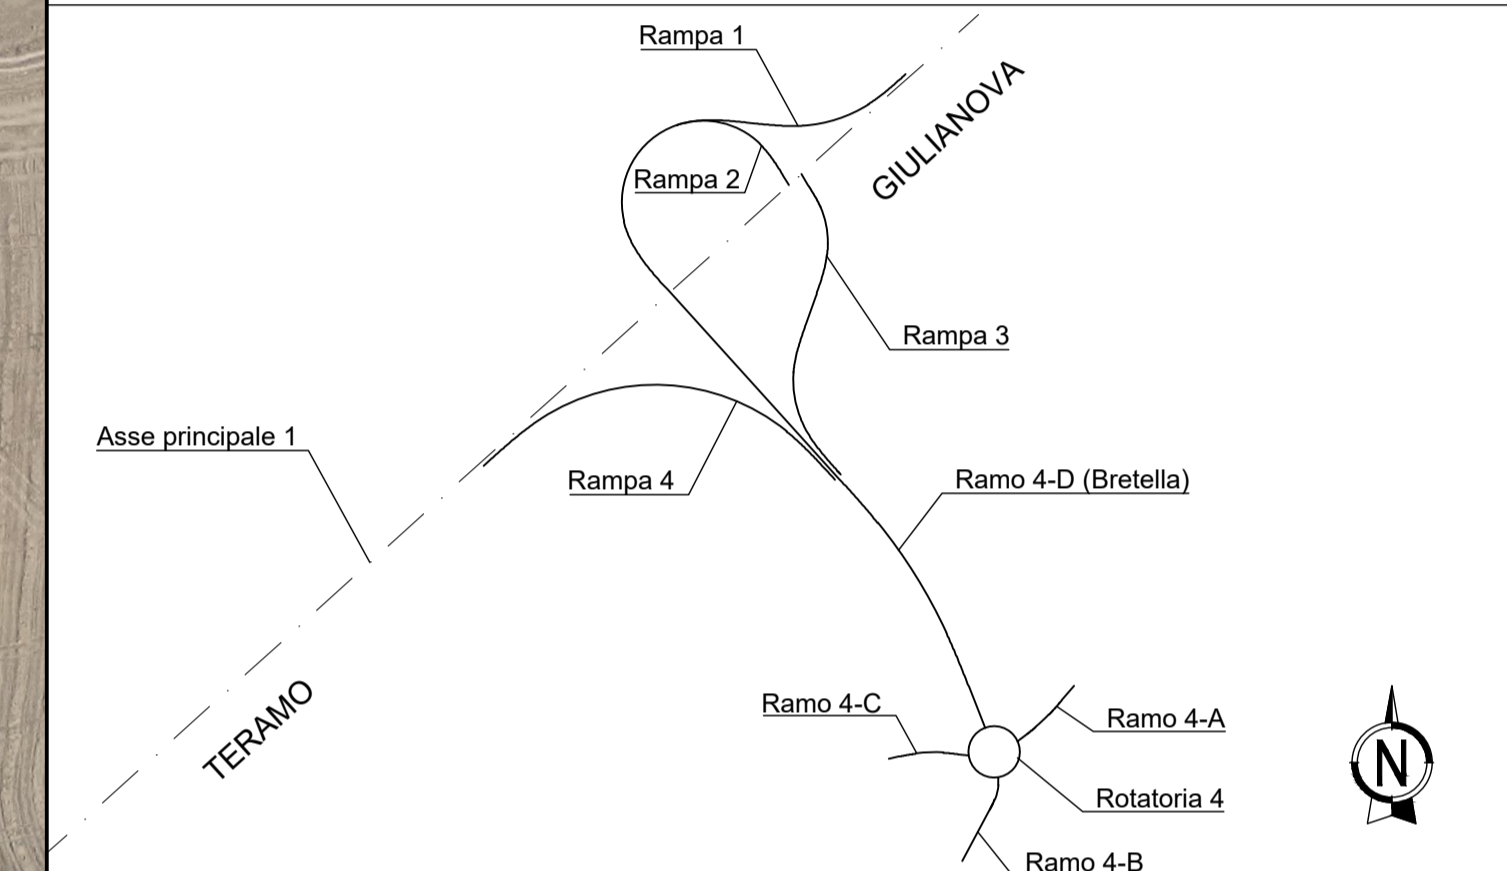 Rampa 1
GIULIANOVA
Rampa 2
Rampa 3
Asse principale 1
Rampa 4
Ramo 4-D (Bretella)
TERAMO
Ramo 4-C
Ramo 4-A
N
Rotatoria 4
Ramo 4-B